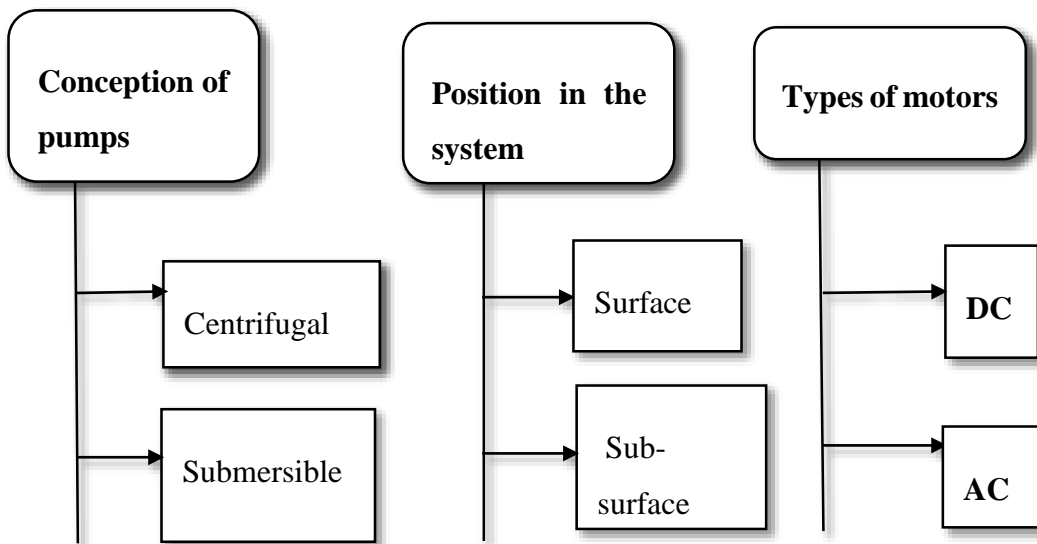 Conception of
pumps
Centrifugal
Submersible
Position in the
system
Surface
Sub-
surface
Types of motors
DC
AC